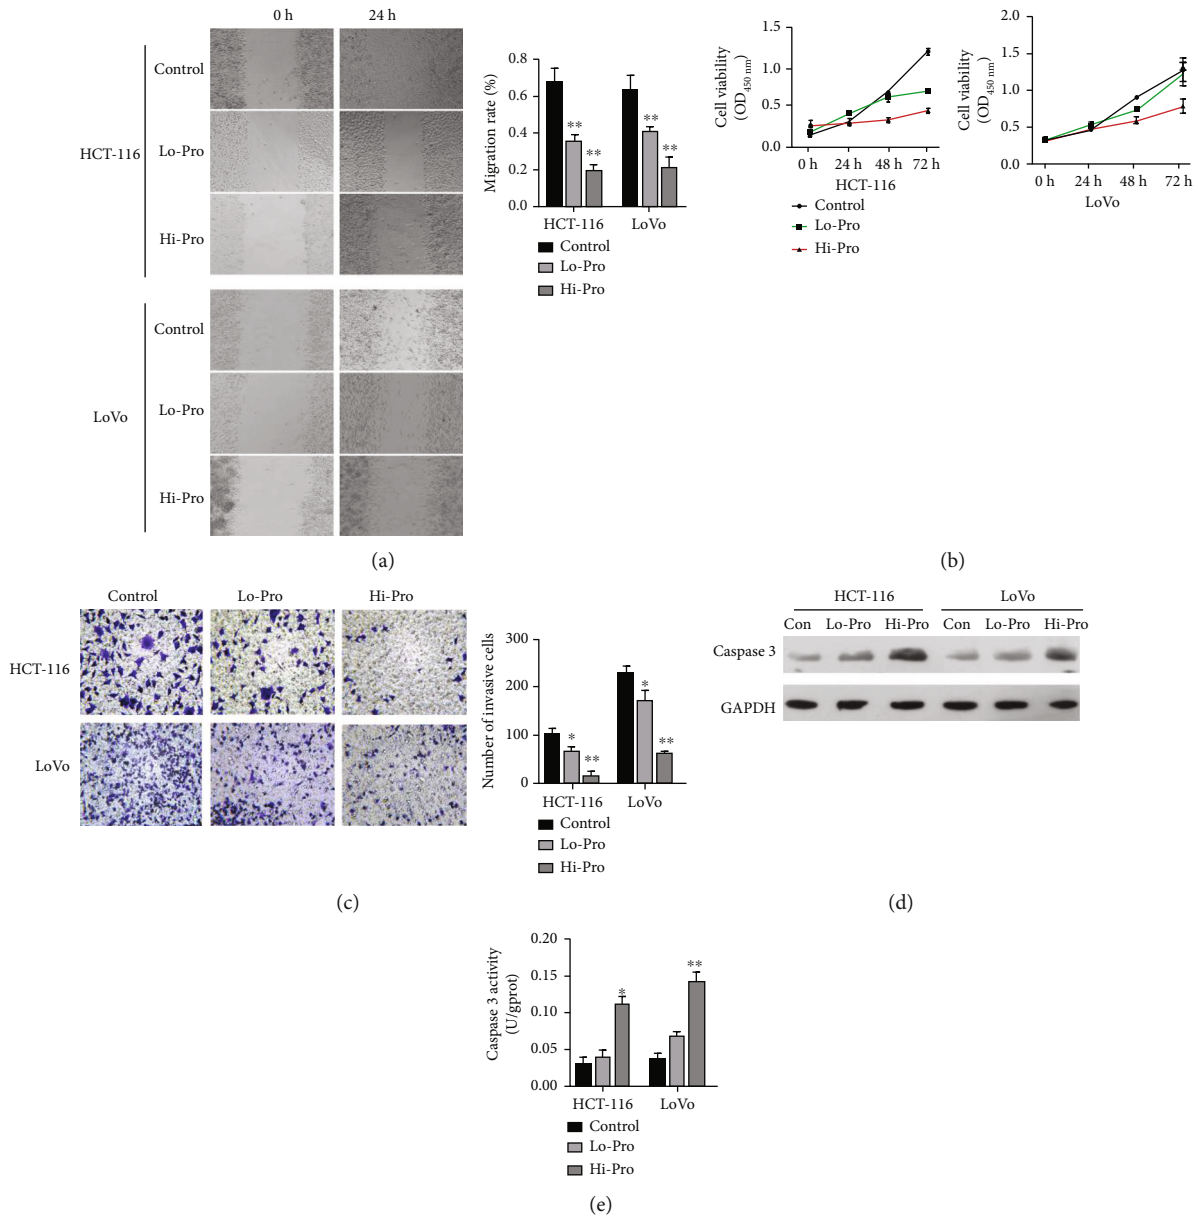 0 h 24 h
HCT-116
Control
Lo-Pro
Hi-Pro
LoVo
Control
Lo-Pro
Hi-Pro
Migration rate (%)
0.8
0.6
0.4
0.2
0.0
** ** ** **
HCT-116 LoVo
Control
Lo-Pro
Hi-Pro
(a)
Cell viability
(OD450 nm)
1.5
1.0
0.5
0.0
0 h 24 h 48 h 72 h
HCT-116
Control
Lo-Pro
Hi-Pro
Cell viability
(OD450 nm)
2.0
1.5
1.0
0.5
0.0
0 h 24 h 48 h 72 h
LoVo
(b)
Control Lo-Pro Hi-Pro
HCT-116
LoVo
Number of invasive cells
300
200
100
0
* ** * **
HCT-116 LoVo
Control
Lo-Pro
Hi-Pro
(c)
HCT-116 LoVo
Con Lo-Pro Hi-Pro Con Lo-Pro Hi-Pro
Caspase 3
GAPDH
(d)
Caspase 3 activity
(U/gprot)
0.20
0.15
0.10
0.05
0.00
* **
HCT-116 LoVo
Control
Lo-Pro
Hi-Pro
(e)